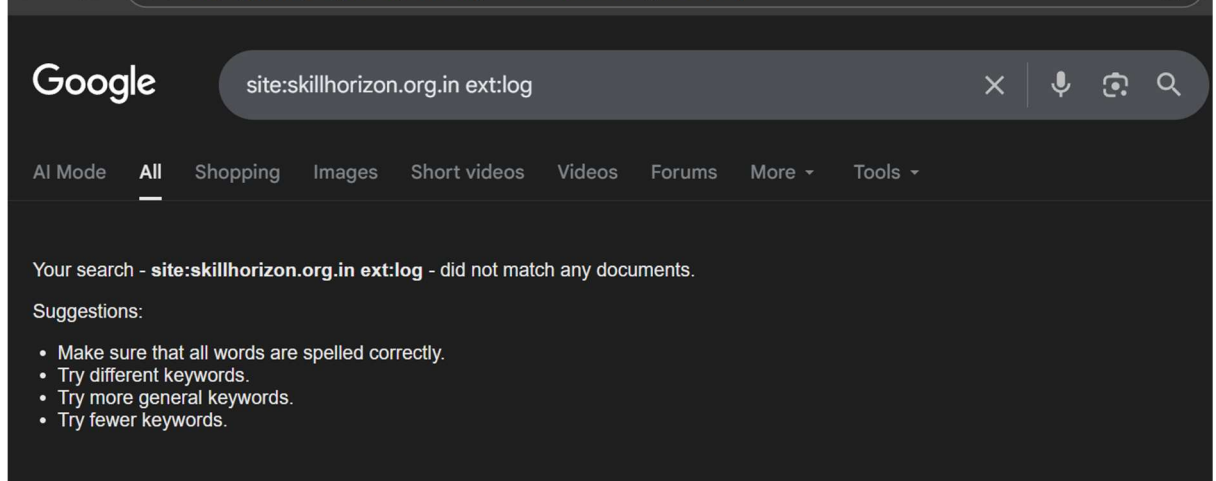 Google
site:skillhorizon.org.in ext:log
AI Mode All Shopping Images Short videos Videos Forums More Tools
Your search - site:skillhorizon.org.in ext:log - did not match any documents.
Suggestions:
• Make sure that all words are spelled correctly.
• Try different keywords.
• Try more general keywords.
• Try fewer keywords.